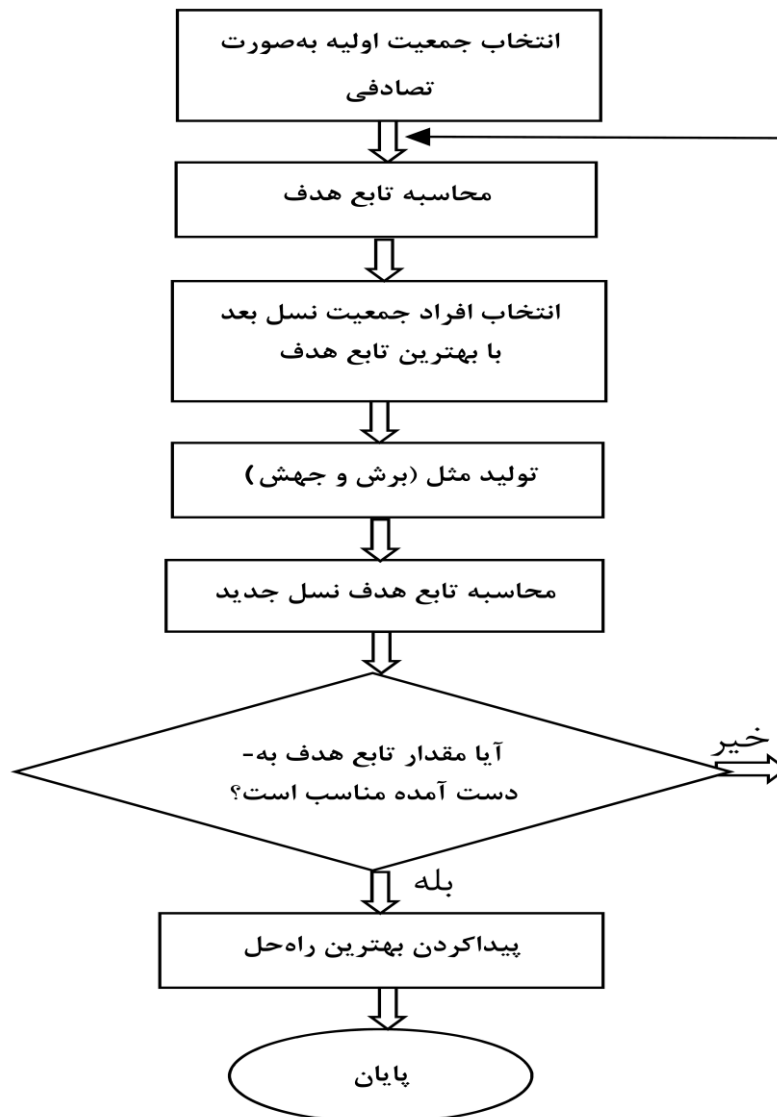 انتخاب جمعیت اولیه به‌صورت
تصادفی
محاسبه تابع هدف
انتخاب افراد جمعیت نسل بعد
با بهترین تابع هدف
تولید مثل (برش و جهش)
محاسبه تابع هدف نسل جدید
آیا مقدار تابع هدف به-
دست آمده مناسب است؟
خیر
بله
پیداکردن بهترین راه‌حل
پایان